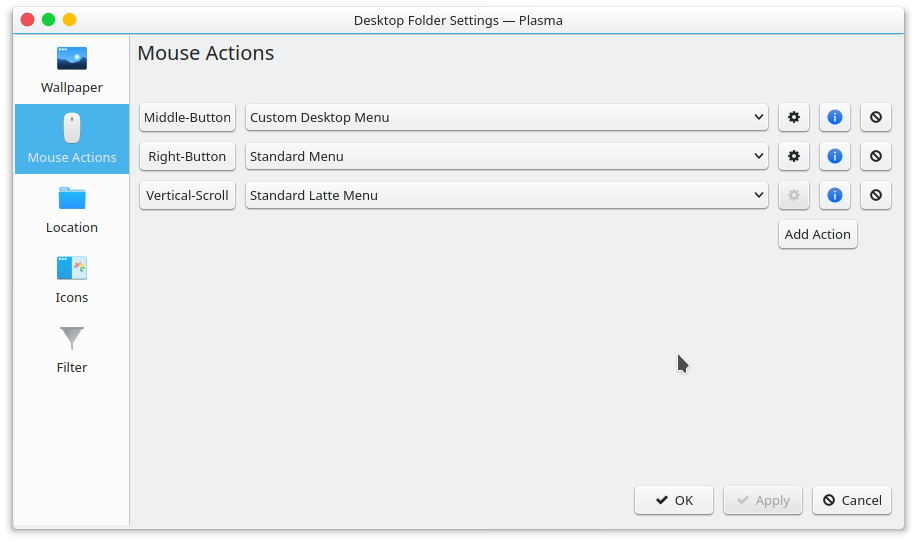 Desktop Folder Settings — Plasma
Wallpaper
Mouse Actions
Location
Icons
Filter
Mouse Actions
Middle-Button Custom Desktop Menu
Right-Button Standard Menu
Vertical-Scroll Standard Latte Menu
Add Action
OK Apply Cancel